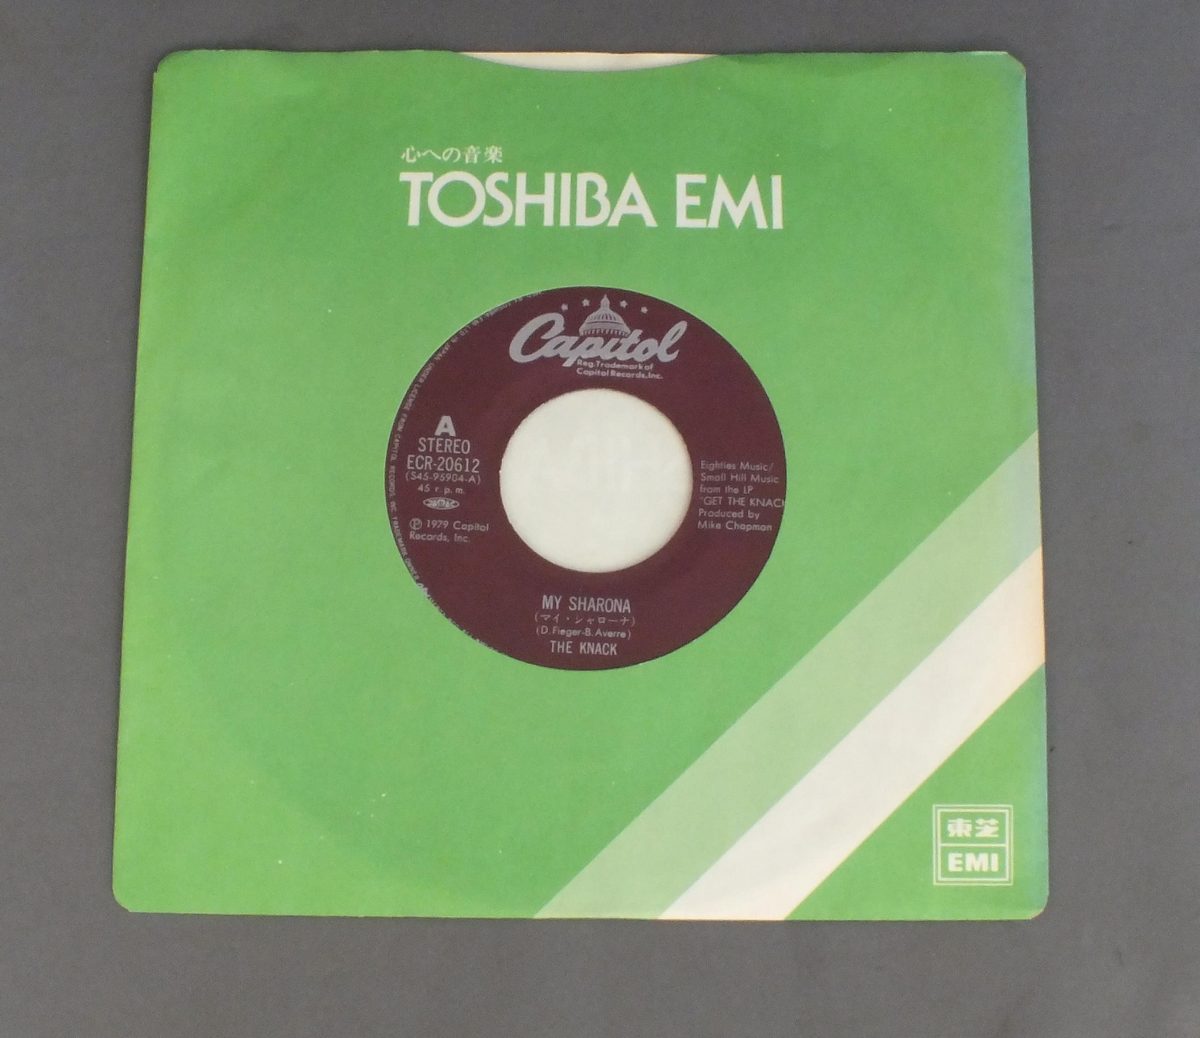 心への音楽
TOSHIBA EMI
Capitol
Reg. Trademark of
Capitol Records, Inc.
A
STEREO
ECR-20612
(S45-95904-A)
45 r.p.m.
Ⓟ 1979 Capitol
Records, Inc.
Eighties Music/
Small Hill Music
from the LP
"GET THE KNACK
Produced by
Mike Chapman
MY SHARONA
(マイ・シャローナ)
(D. Fieger-B. Averre)
THE KNACK
東芝
EMI